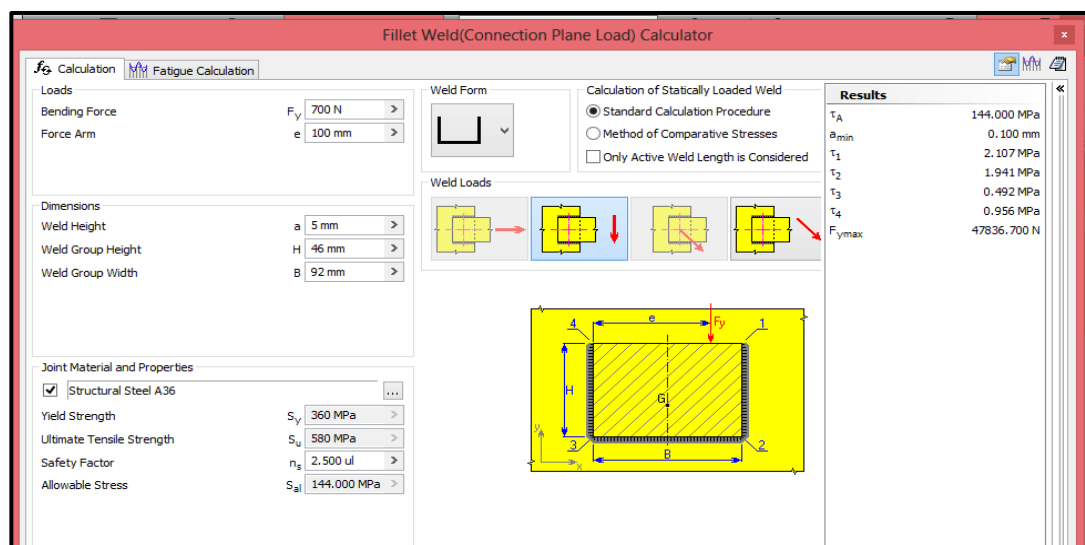 Fillet Weld(Connection Plane Load) Calculator
x
fG Calculation
Fatigue Calculation
Loads
Bending Force Fy 700 N >
Force Arm e 100 mm >
Dimensions
Weld Height a 5 mm >
Weld Group Height H 46 mm >
Weld Group Width B 92 mm >
Joint Material and Properties
Structural Steel A36 ...
Yield Strength Sy 360 MPa >
Ultimate Tensile Strength Su 580 MPa >
Safety Factor ns 2.500 ul >
Allowable Stress Sal 144.000 MPa >
Weld Form
Calculation of Statically Loaded Weld
Standard Calculation Procedure
Method of Comparative Stresses
Only Active Weld Length is Considered
Weld Loads
4 e Fy 1
H G
y
3 B 2
x
Results
τA 144.000 MPa
amin 0.100 mm
τ1 2.107 MPa
τ2 1.941 MPa
τ3 0.492 MPa
τ4 0.956 MPa
Fymax 47836.700 N
«